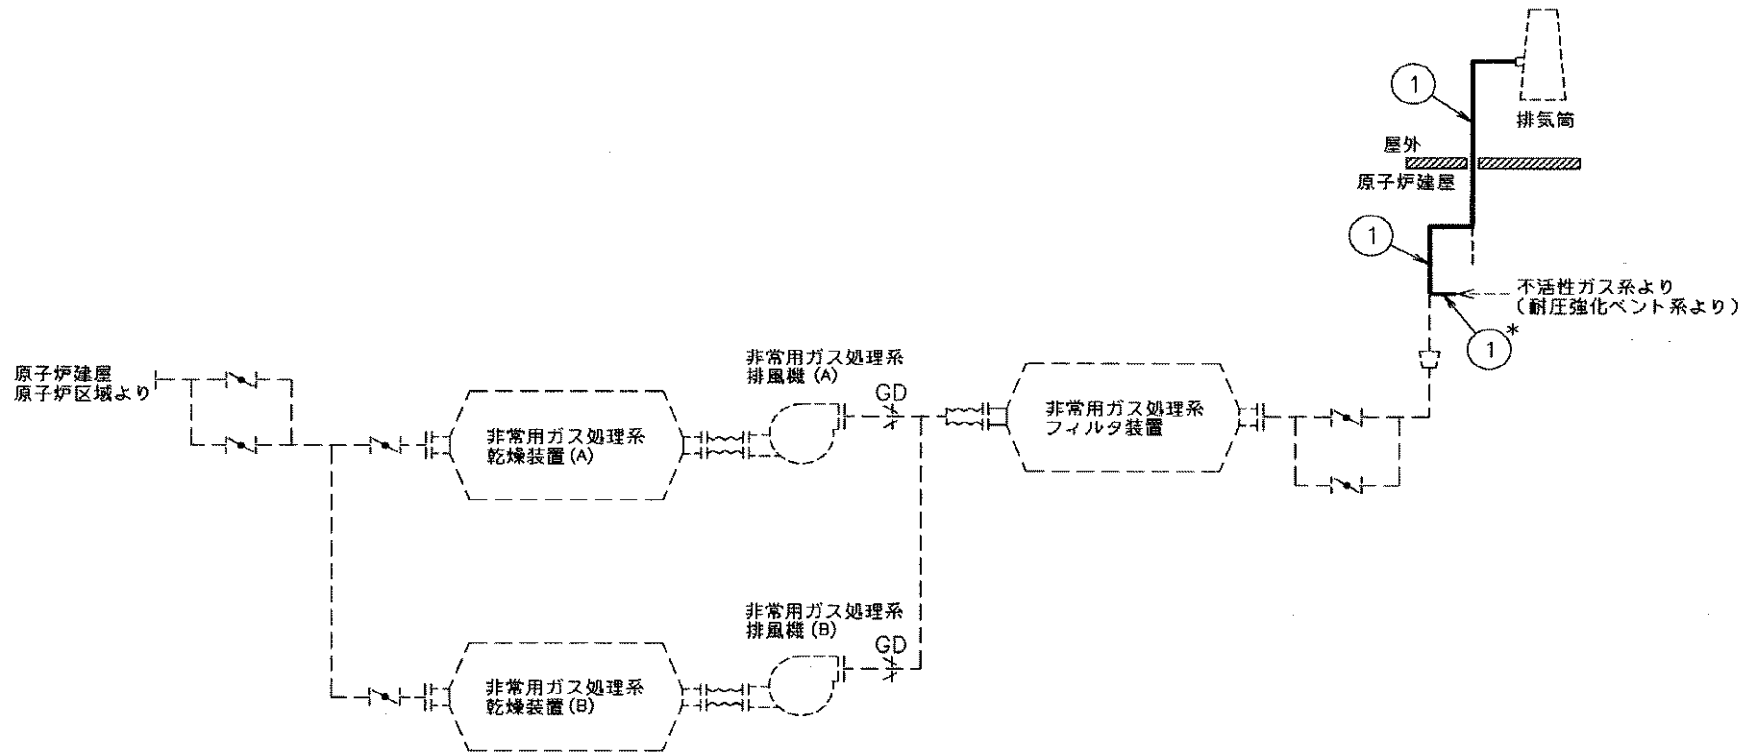 1
排気筒
屋外
原子炉建屋
1
不活性ガス系より
(耐圧強化ベント系より)
1*
原子炉建屋
原子炉区域より
非常用ガス処理系
排風機(A)
GD
非常用ガス処理系
乾燥装置(A)
非常用ガス処理系
フィルタ装置
非常用ガス処理系
排風機(B)
GD
非常用ガス処理系
乾燥装置(B)